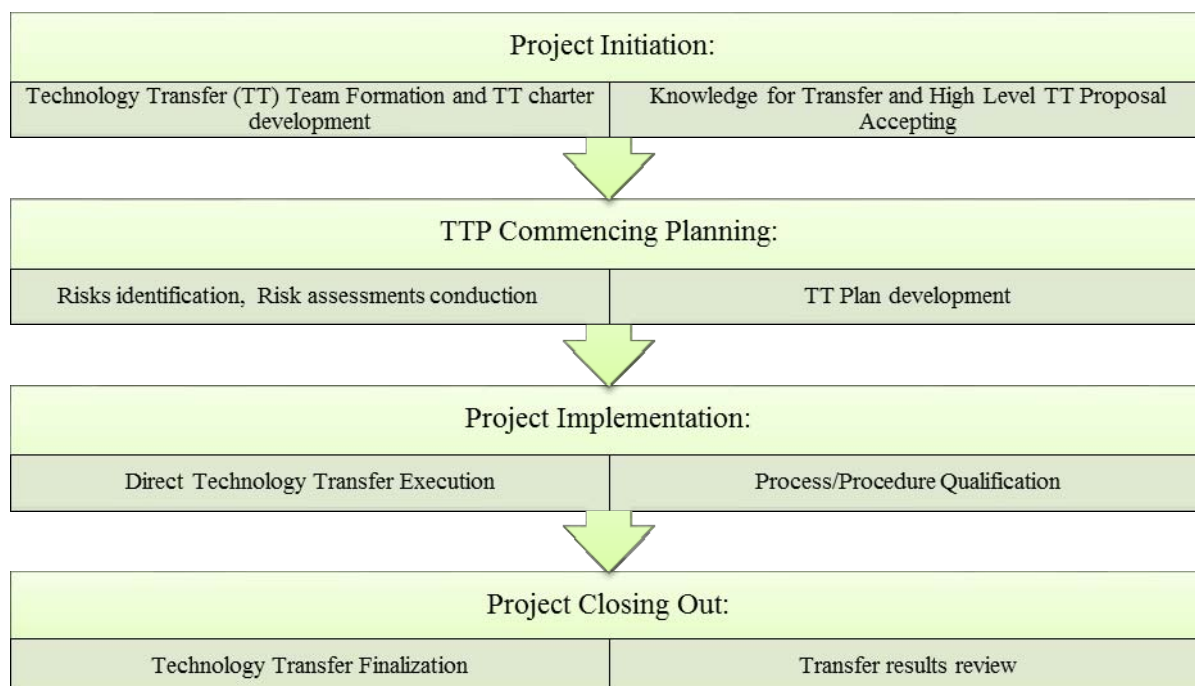 Project Initiation:
Technology Transfer (TT) Team Formation and TT charter
development
Knowledge for Transfer and High Level TT Proposal
Accepting
TTP Commencing Planning:
Risks identification, Risk assessments conduction
TT Plan development
Project Implementation:
Direct Technology Transfer Execution
Process/Procedure Qualification
Project Closing Out:
Technology Transfer Finalization
Transfer results review